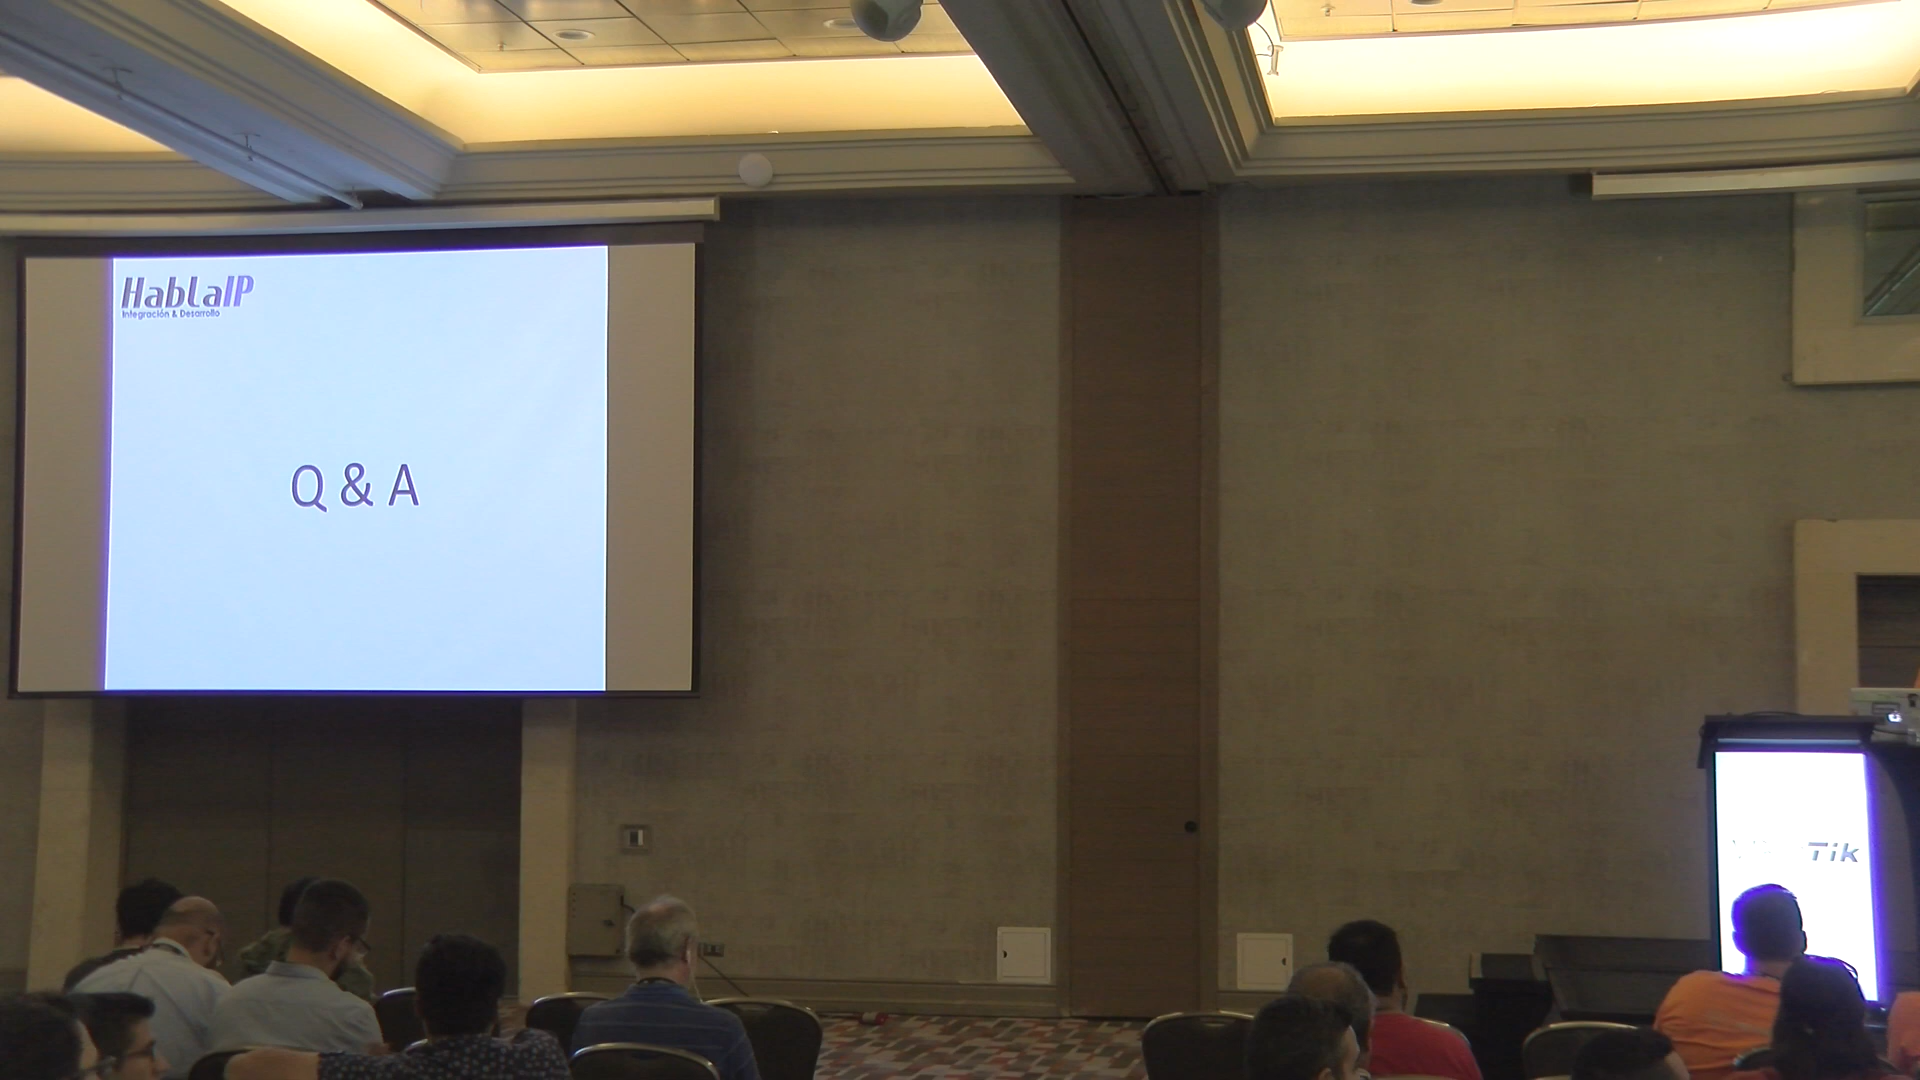 HabLaIP
Integración & Desarrollo
Q & A
Tik